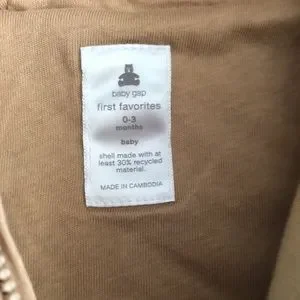 baby gap
first favorites
0-3
months
baby
shell made with at
least 30% recycled
material.
MADE IN CAMBODIA